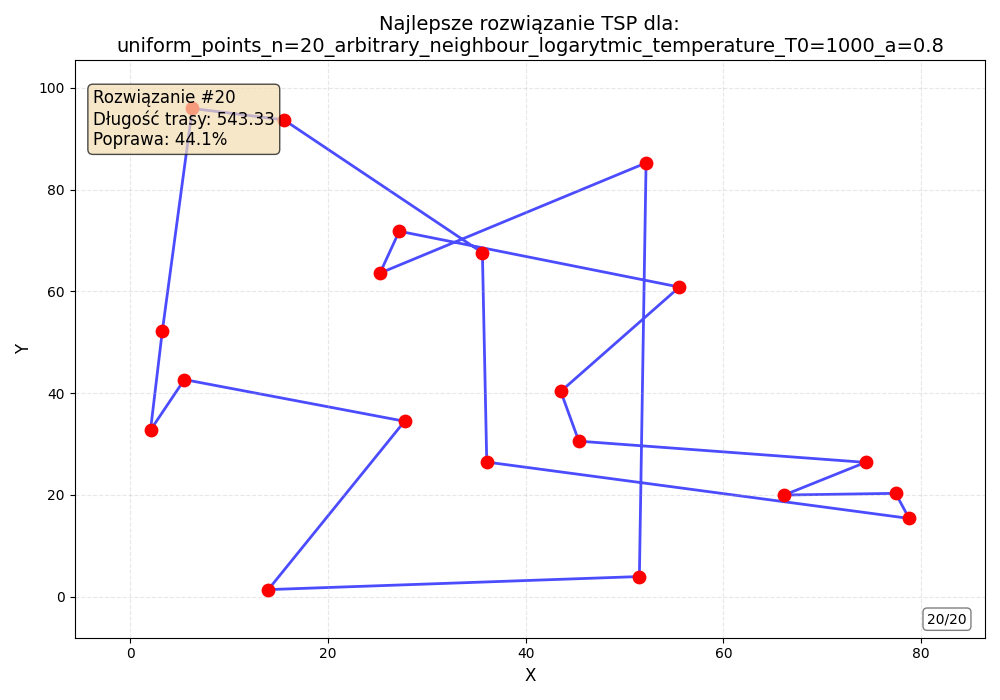 Najlepsze rozwiązanie TSP dla:
uniform_points_n=20_arbitrary_neighbour_logarytmic_temperature_T0=1000_a=0.8
Rozwiązanie #20
Długość trasy: 543.33
Poprawa: 44.1%
100
80
60
40
20
0
Y
20/20
0
20
40
60
80
X